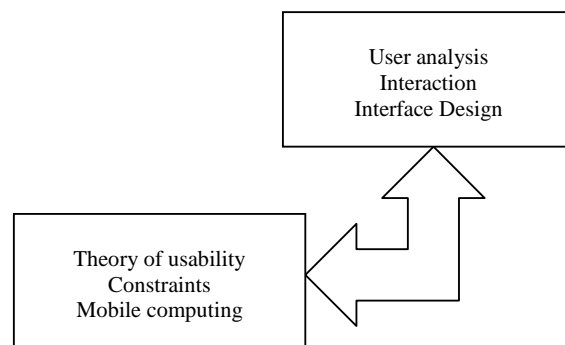 User analysis
Interaction
Interface Design
Theory of usability
Constraints
Mobile computing